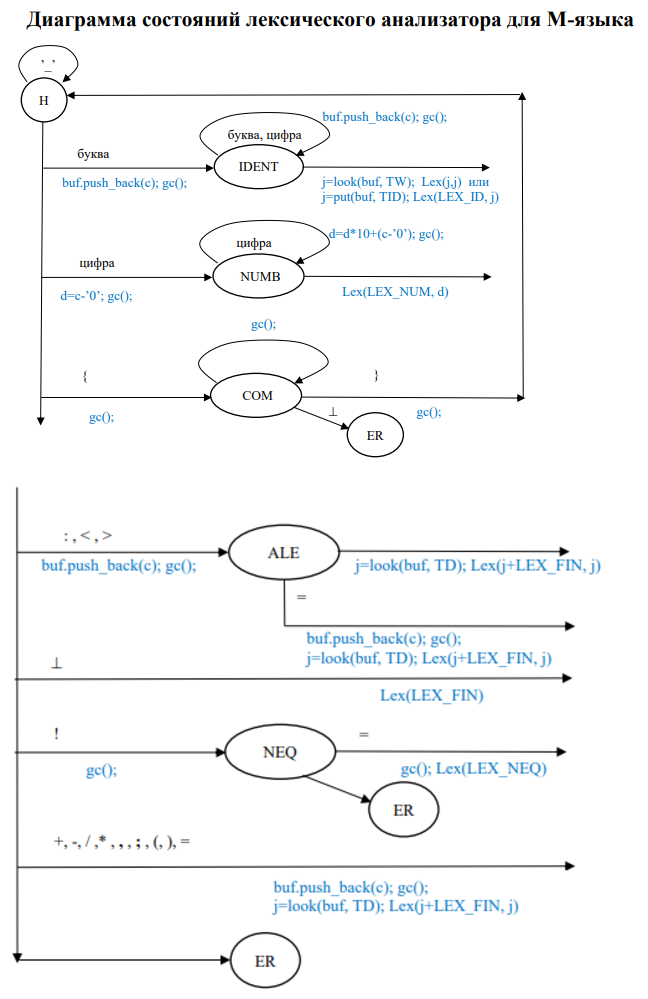 Диаграмма состояний лексического анализатора для М-языка
'_'
H
буква
buf.push_back(c); gc();
буква, цифра
buf.push_back(c); gc();
IDENT
j=look(buf, TW); Lex(j,j) или
j=put(buf, TID); Lex(LEX_ID, j)
цифра
d=c-'0'; gc();
цифра
d=d*10+(c-'0'); gc();
NUMB
Lex(LEX_NUM, d)
gc();
{
gc();
COM
}
gc();
⊥
ER
: , < , >
buf.push_back(c); gc();
ALE
j=look(buf, TD); Lex(j+LEX_FIN, j)
=
buf.push_back(c); gc();
j=look(buf, TD); Lex(j+LEX_FIN, j)
⊥
Lex(LEX_FIN)
!
gc();
NEQ
=
gc(); Lex(LEX_NEQ)
ER
+, -, / ,* , , , ; , (, ), =
buf.push_back(c); gc();
j=look(buf, TD); Lex(j+LEX_FIN, j)
ER